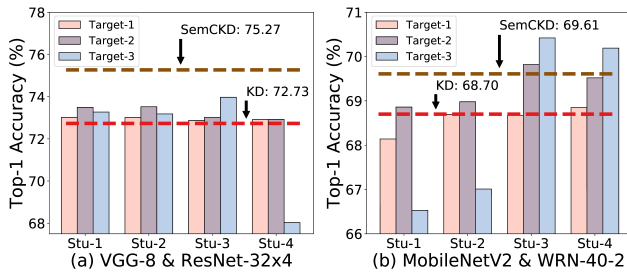 Top-1 Accuracy (%)
78
76
74
72
70
68
Target-1
Target-2
Target-3
SemCKD: 75.27
KD: 72.73
Stu-1 Stu-2 Stu-3 Stu-4
(a) VGG-8 & ResNet-32x4
Top-1 Accuracy (%)
71
70
69
68
67
66
Target-1
Target-2
Target-3
SemCKD: 69.61
KD: 68.70
Stu-1 Stu-2 Stu-3 Stu-4
(b) MobileNetV2 & WRN-40-2